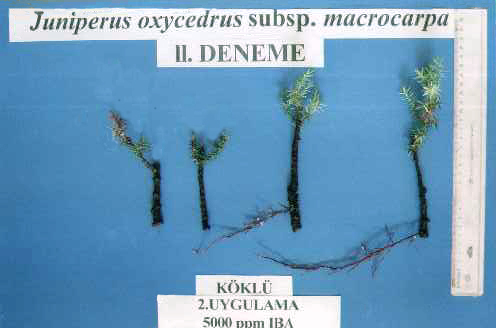 Juniperus oxycedrus subsp. macrocarpa
II. DENEME
KÖKLÜ
2.UYGULAMA
5000 ppm IBA